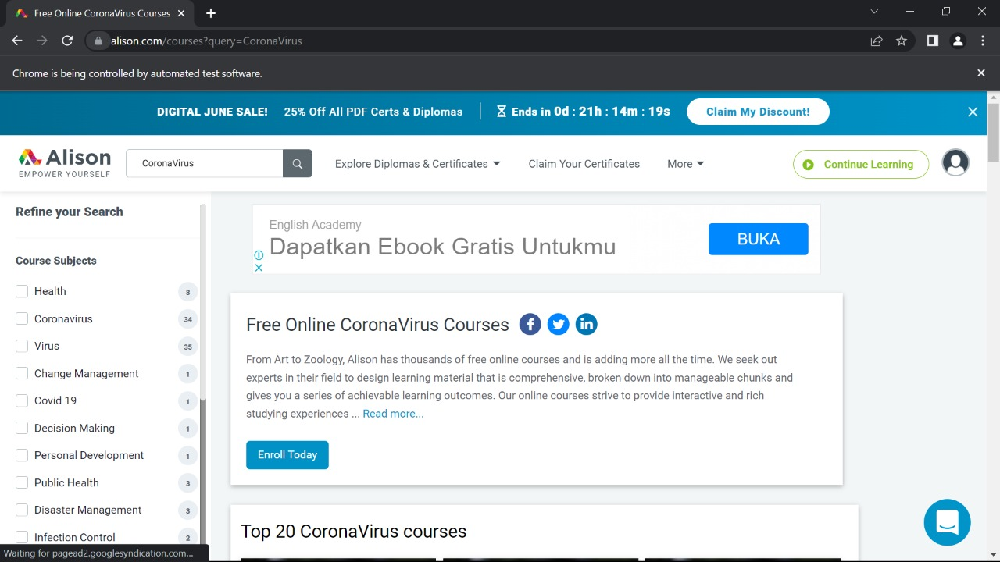 Free Online CoronaVirus Courses
alison.com/courses?query=CoronaVirus
Chrome is being controlled by automated test software.
DIGITAL JUNE SALE! 25% Off All PDF Certs & Diplomas Ends in 0d : 21h : 14m : 19s Claim My Discount!
Alison
EMPOWER YOURSELF
CoronaVirus
Explore Diplomas & Certificates
Claim Your Certificates
More
Continue Learning
Refine your Search
Course Subjects
Health 8
Coronavirus 34
Virus 35
Change Management 1
Covid 19 1
Decision Making 1
Personal Development 1
Public Health 3
Disaster Management 3
Infection Control 2
Waiting for pagead2.googlesyndication.com...
English Academy
Dapatkan Ebook Gratis Untukmu
BUKA
Free Online CoronaVirus Courses
From Art to Zoology, Alison has thousands of free online courses and is adding more all the time. We seek out
experts in their field to design learning material that is comprehensive, broken down into manageable chunks and
gives you a series of achievable learning outcomes. Our online courses strive to provide interactive and rich
studying experiences ... Read more...
Enroll Today
Top 20 CoronaVirus courses